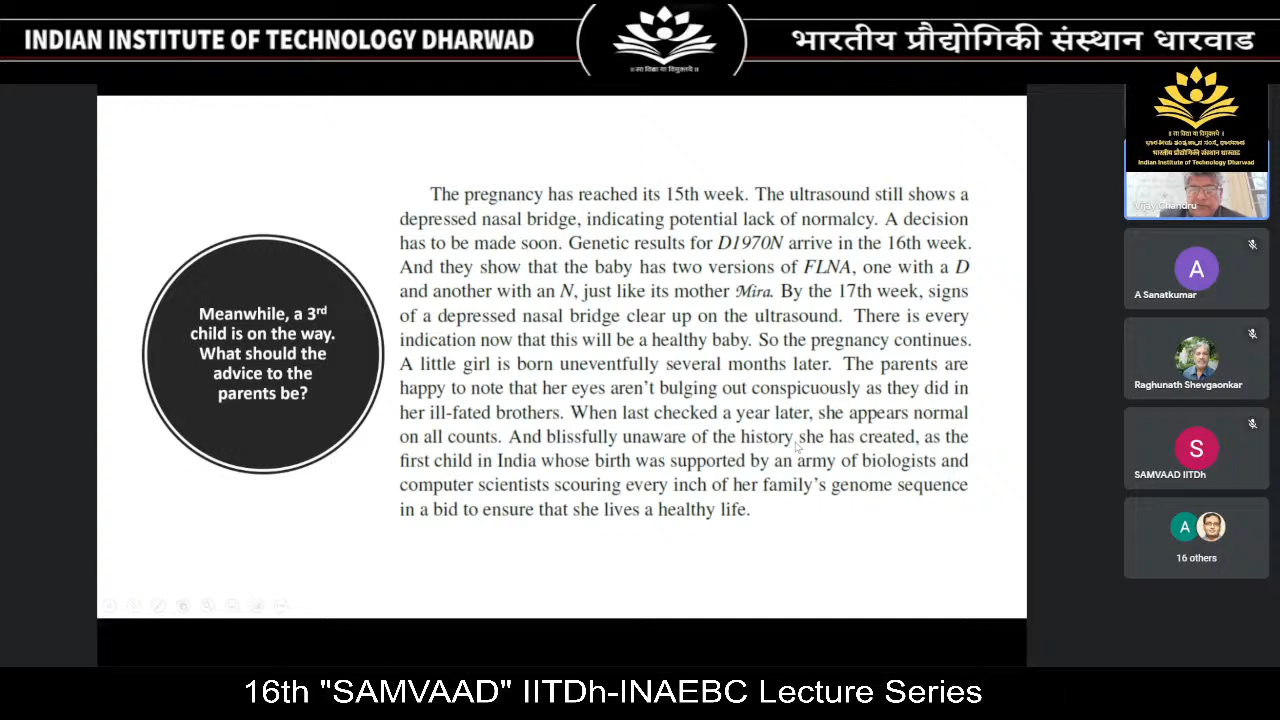 INDIAN INSTITUTE OF TECHNOLOGY DHARWAD
॥ सा विद्या या विमुक्तये ॥
भारतीय प्रौद्योगिकी संस्थान धारवाड
Meanwhile, a 3rd
child is on the way.
What should the
advice to the
parents be?
The pregnancy has reached its 15th week. The ultrasound still shows a
depressed nasal bridge, indicating potential lack of normalcy. A decision
has to be made soon. Genetic results for D1970N arrive in the 16th week.
And they show that the baby has two versions of FLNA, one with a D
and another with an N, just like its mother Mira. By the 17th week, signs
of a depressed nasal bridge clear up on the ultrasound. There is every
indication now that this will be a healthy baby. So the pregnancy continues.
A little girl is born uneventfully several months later. The parents are
happy to note that her eyes aren't bulging out conspicuously as they did in
her ill-fated brothers. When last checked a year later, she appears normal
on all counts. And blissfully unaware of the history she has created, as the
first child in India whose birth was supported by an army of biologists and
computer scientists scouring every inch of her family's genome sequence
in a bid to ensure that she lives a healthy life.
॥ सा विद्या या विमुक्तये ॥
भारतीय प्रौद्योगिकी संस्थान धारवाड
Indian Institute of Technology Dharwad
Vijay Chandru
A
A Sanatkumar
Raghunath Shevgaonkar
S
SAMVAAD IITDh
A
16 others
16th "SAMVAAD" IITDh-INAEBC Lecture Series